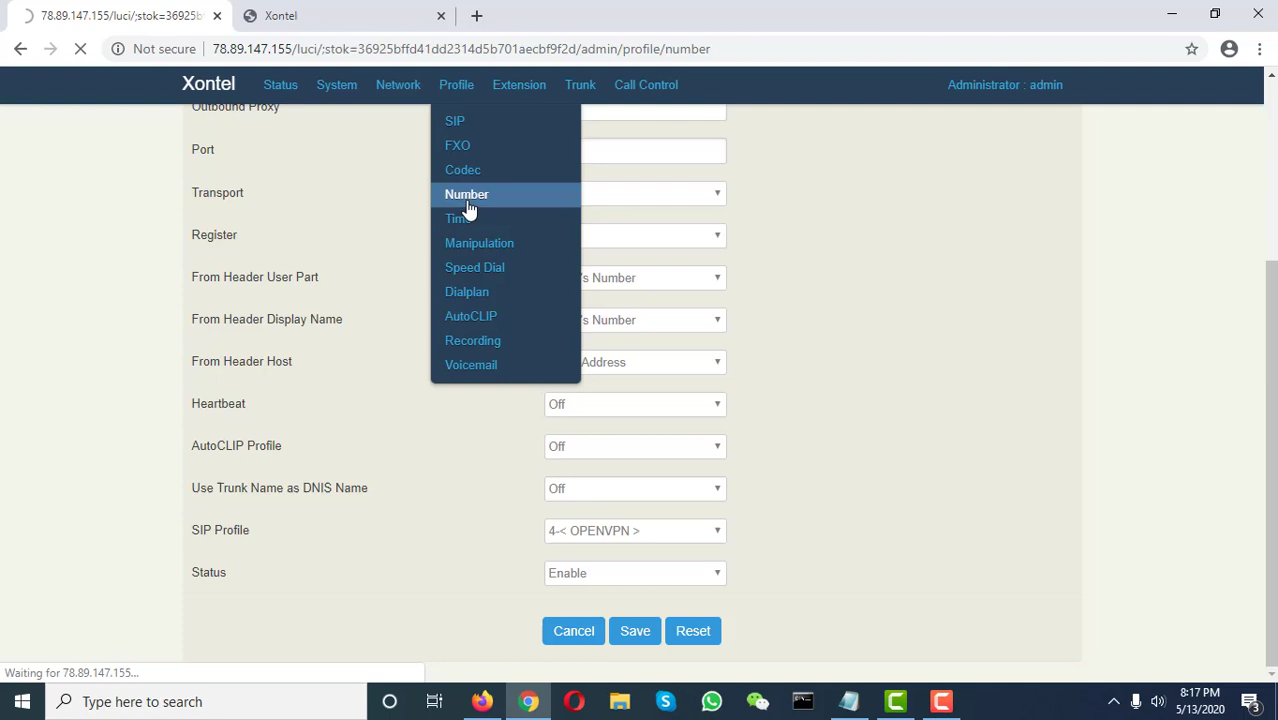 78.89.147.155/luci/;stok=36925b
Xontel
Not secure
78.89.147.155/luci/;stok=36925bffd41dd2314d5b701aecbf9f2d/admin/profile/number
Xontel Status System Network Profile Extension Trunk Call Control Administrator : admin
Outbound Proxy
SIP
FXO
Port
Codec
Transport
Number
Time
Register
Manipulation
Speed Dial
From Header User Part
's Number
Dialplan
From Header Display Name
AutoCLIP
's Number
Recording
From Header Host
Voicemail
Address
Heartbeat Off
AutoCLIP Profile Off
Use Trunk Name as DNIS Name Off
SIP Profile 4-< OPENVPN >
Status Enable
Cancel Save Reset
Waiting for 78.89.147.155...
Type here to search
8:17 PM
5/13/2020
3